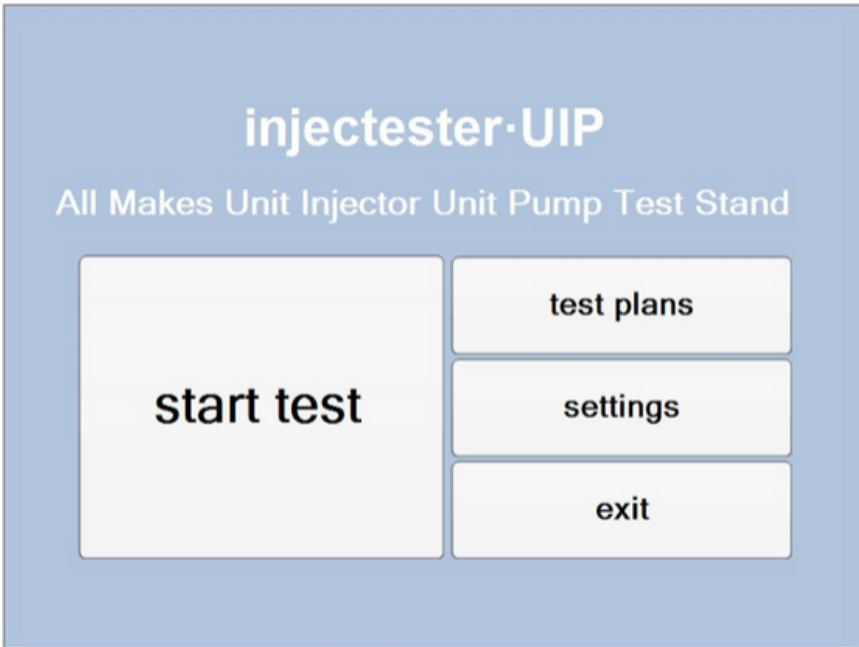 injectester·UIP
All Makes Unit Injector Unit Pump Test Stand
start test
test plans
settings
exit